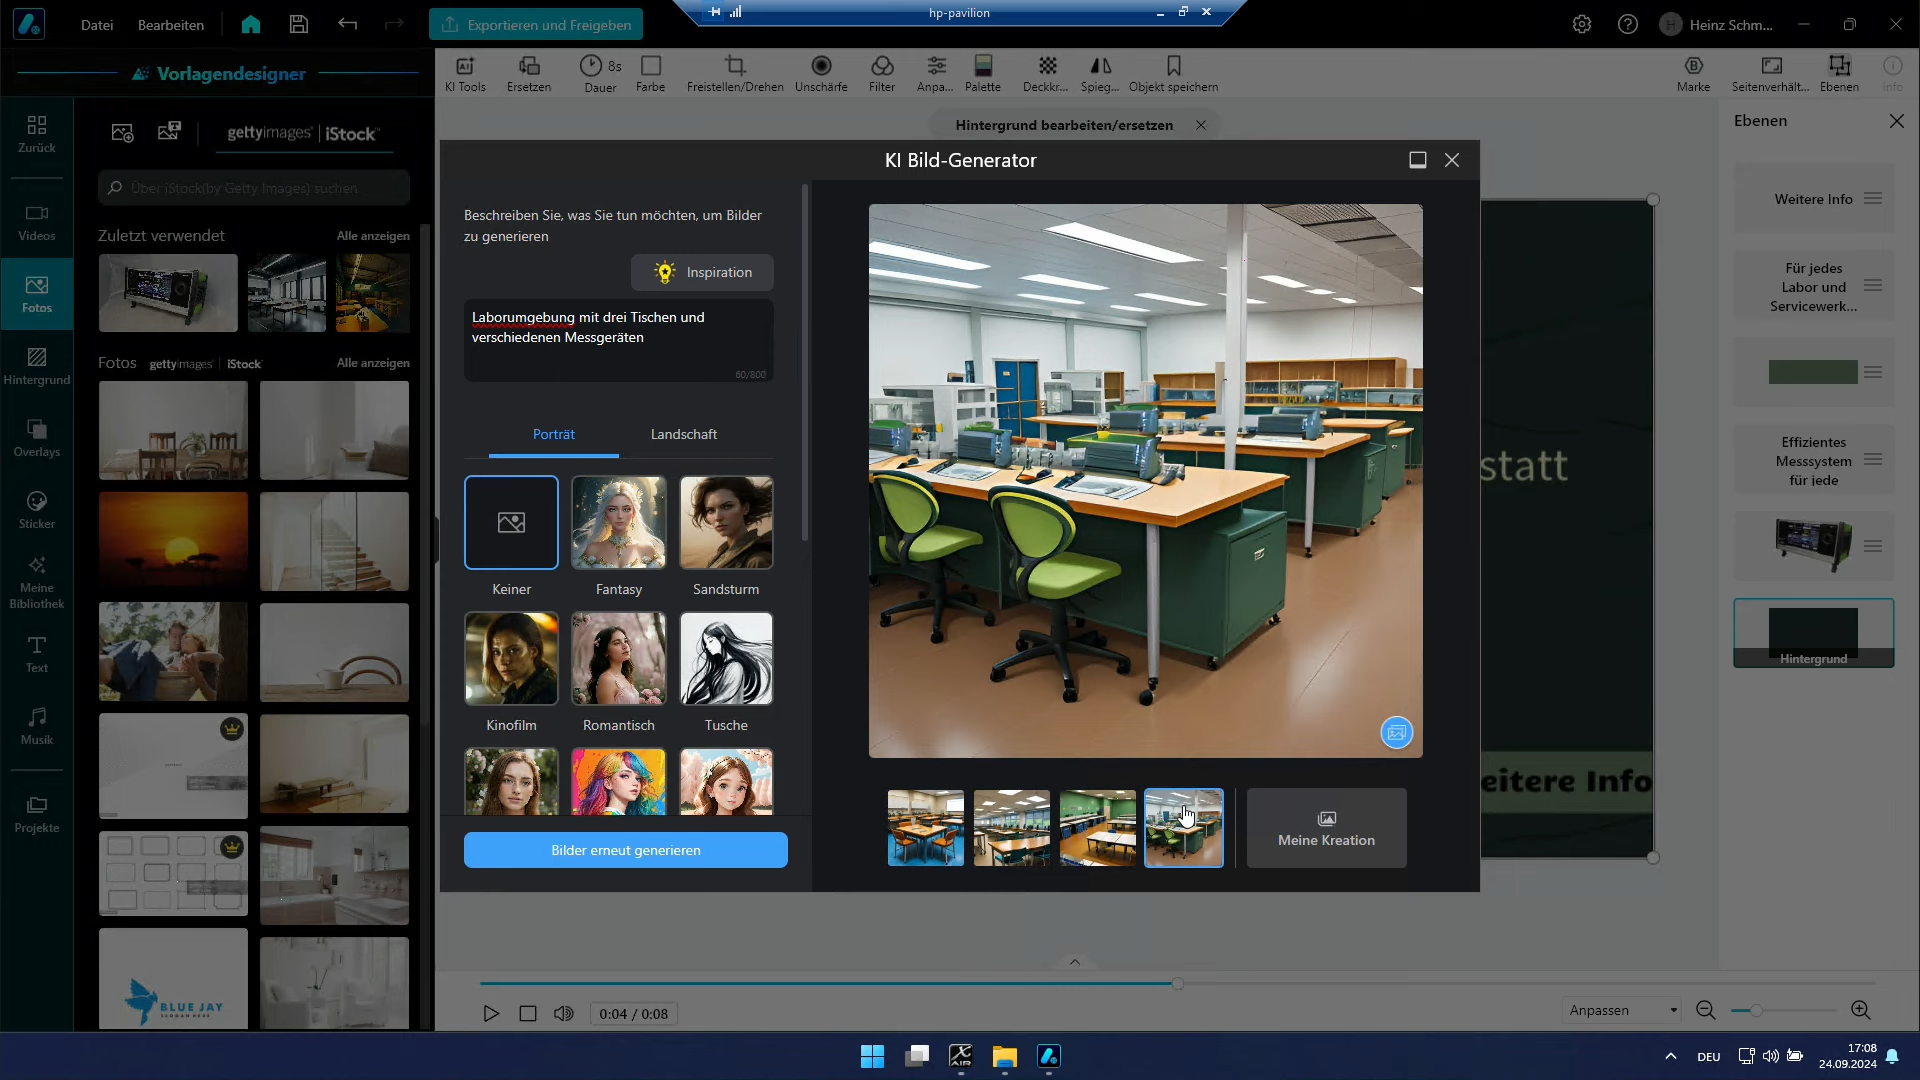 hp-pavilion
Datei
Bearbeiten
Exportieren und Freigeben
H
Heinz Schm...
Vorlagendesigner
KI Tools
Ersetzen
8s
Dauer
Farbe
Freistellen/Drehen
Unschärfe
Filter
Anpa...
Palette
Deckkr...
Spieg...
Objekt speichern
Marke
Seitenverhält...
Ebenen
Info
Zurück
Videos
Fotos
Hintergrund
Overlays
Sticker
Meine
Bibliothek
Text
Musik
Projekte
gettyimages | iStock
Über iStock(by Getty Images) suchen
Zuletzt verwendet
Alle anzeigen
Fotos
gettyimages | iStock
Alle anzeigen
BLUE JAY
SLOGAN HERE
Hintergrund bearbeiten/ersetzen
KI Bild-Generator
Beschreiben Sie, was Sie tun möchten, um Bilder
zu generieren
Inspiration
Laborumgebung mit drei Tischen und
verschiedenen Messgeräten
60/800
Porträt
Landschaft
Keiner
Fantasy
Sandsturm
Kinofilm
Romantisch
Tusche
Bilder erneut generieren
Meine Kreation
statt
eitere Info
Ebenen
Weitere Info
Für jedes
Labor und
Servicewerk...
Effizientes
Messsystem
für jede
Hintergrund
0:04 / 0:08
Anpassen
AIR
DEU
17:08
24.09.2024